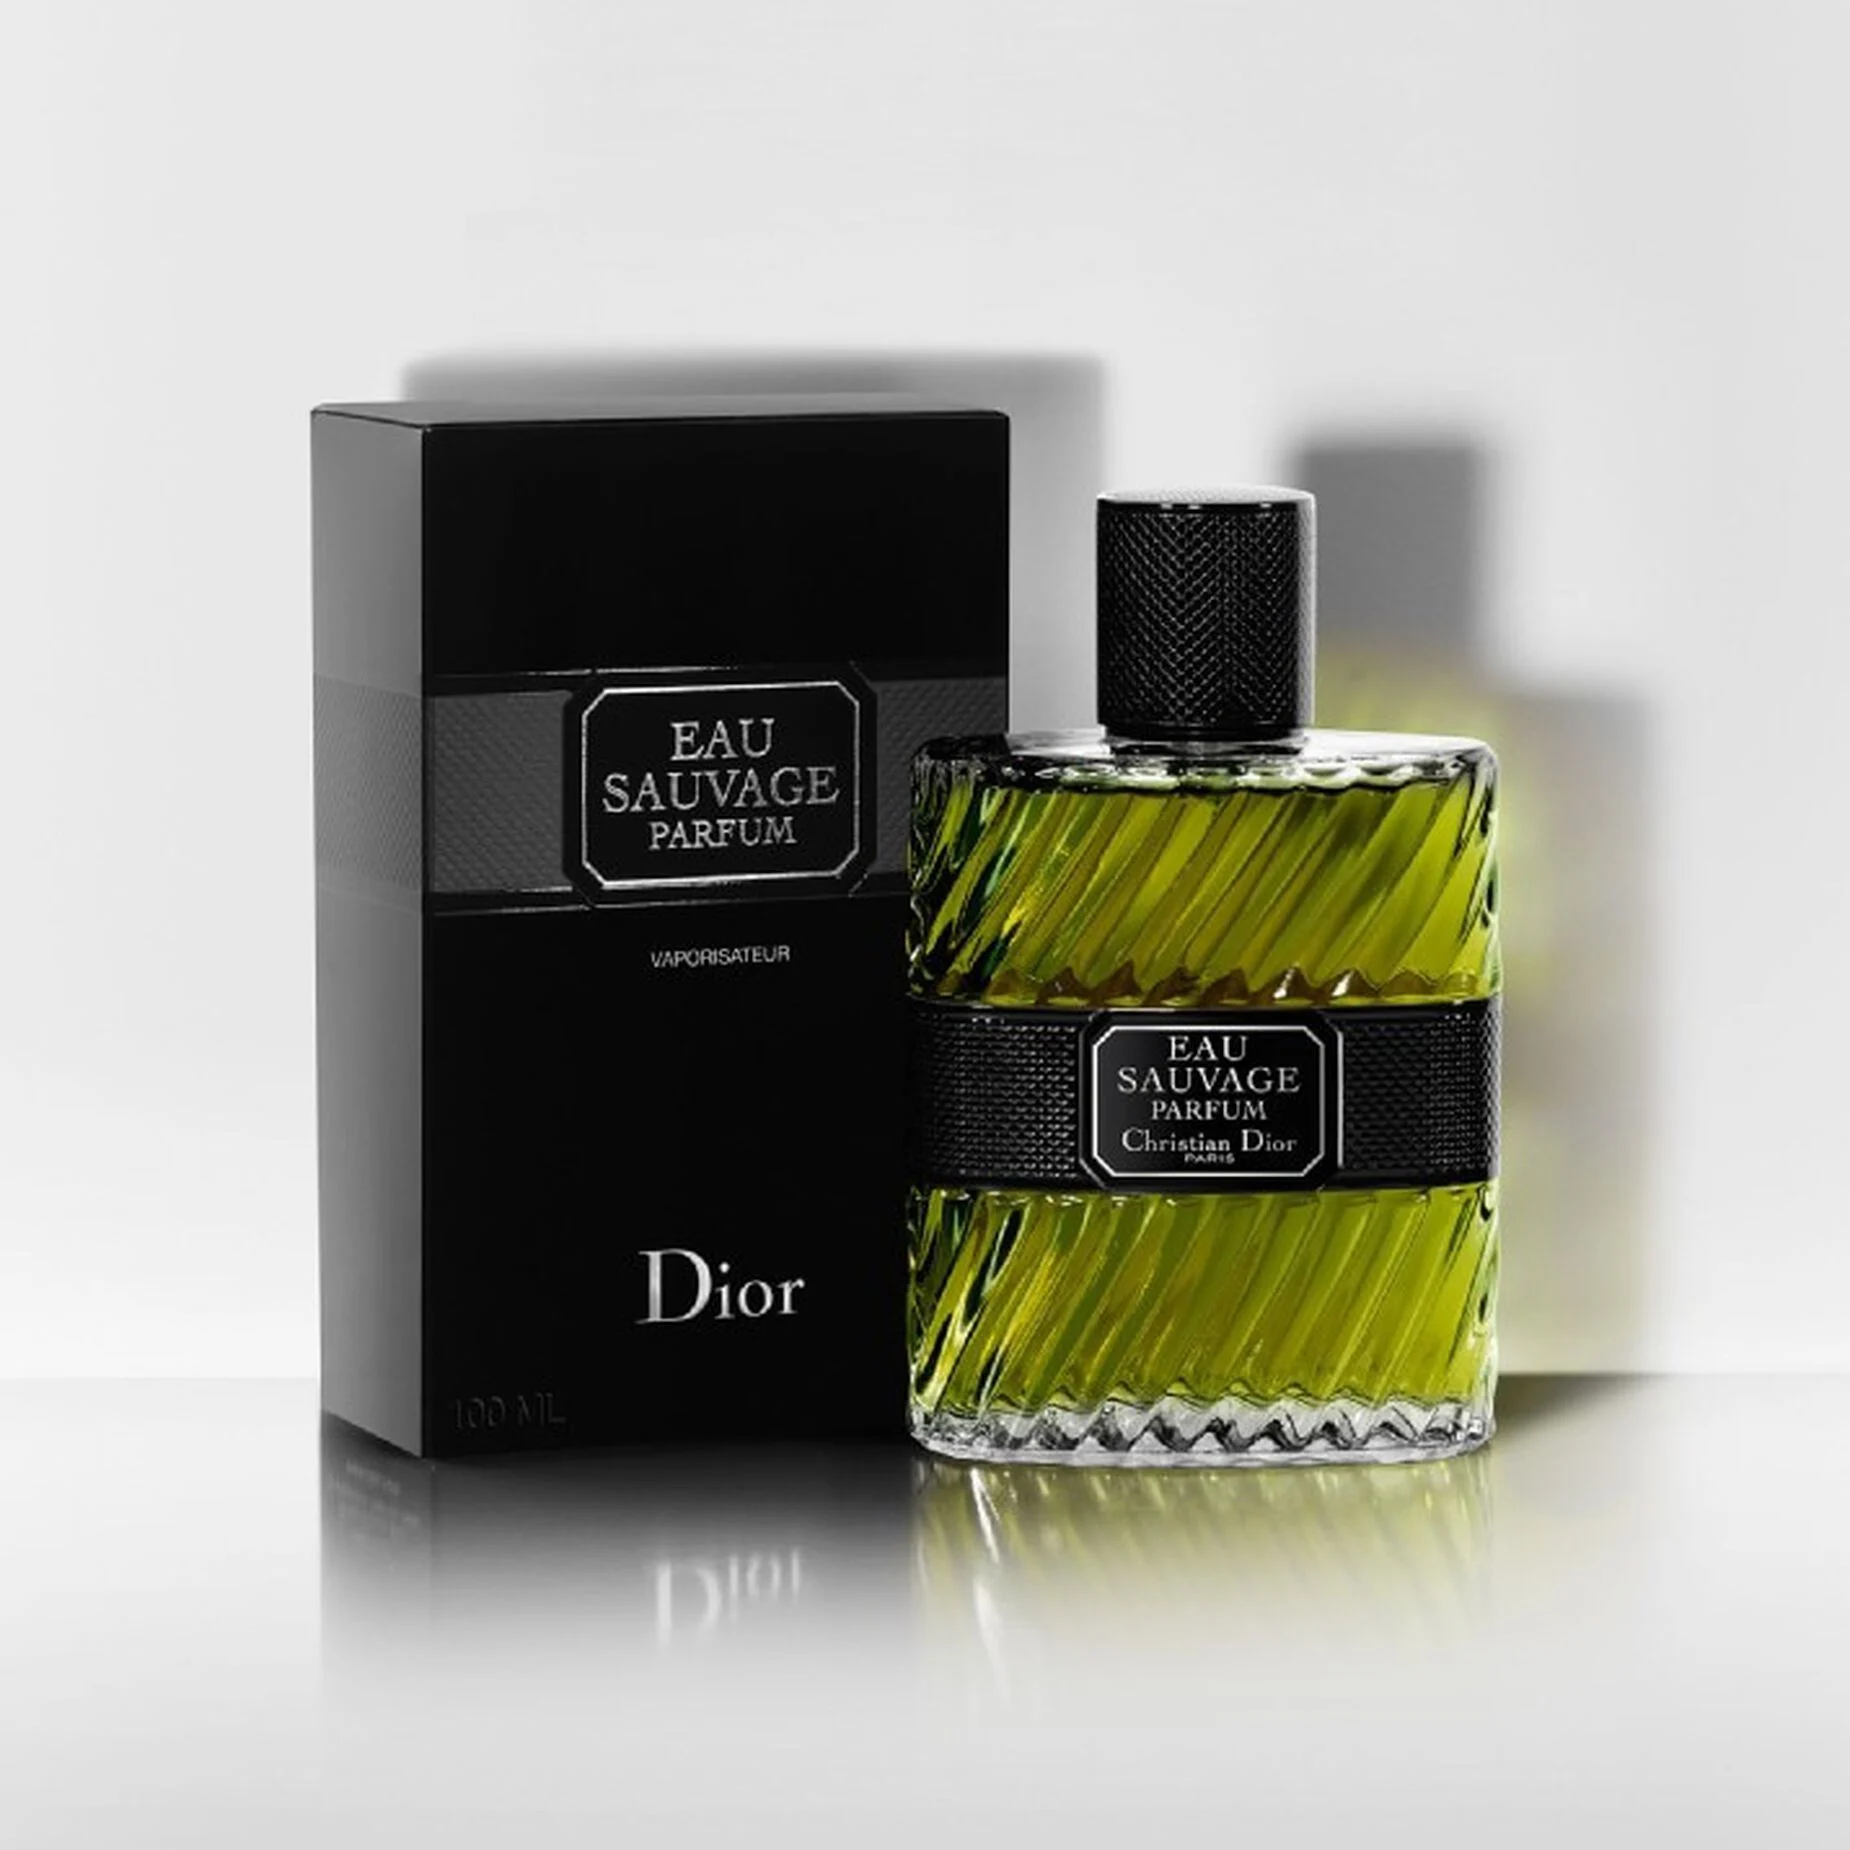 EAU
SAUVAGE
PARFUM
VAPORISATEUR
Dior
100 ML
EAU
SAUVAGE
PARFUM
Christian Dior
PARIS